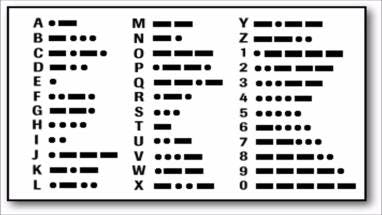 A •—
B —•••
C —•—•
D —••
E •
F ••—•
G ——•
H ••••
I ••
J •———
K —•—
L •—••
M ——
N —•
O ———
P •——•
Q ——•—
R •—•
S •••
T —
U ••—
V •••—
W •——
X —••—
Y —•——
Z ——••
1 •————
2 ••———
3 •••——
4 ••••—
5 •••••
6 —••••
7 ——•••
8 ———••
9 ————•
0 —————